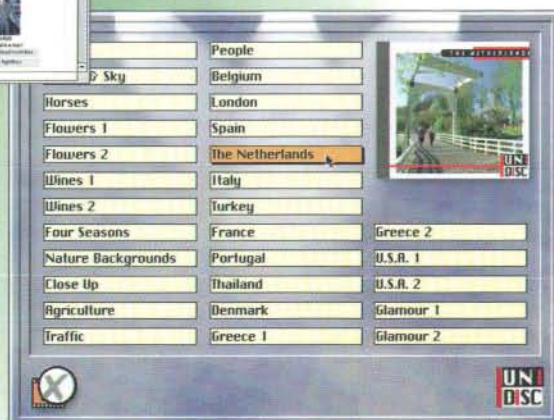 & Sky
Horses
Flowers 1
Flowers 2
Wines 1
Wines 2
Four Seasons
Nature Backgrounds
Close Up
Agriculture
Traffic
People
Belgium
London
Spain
The Netherlands
Italy
Turkey
France
Portugal
Thailand
Denmark
Greece 1
THE NETHERLANDS
UNI
DISC
Greece 2
U.S.A. 1
U.S.A. 2
Glamour 1
Glamour 2
UNI
DISC